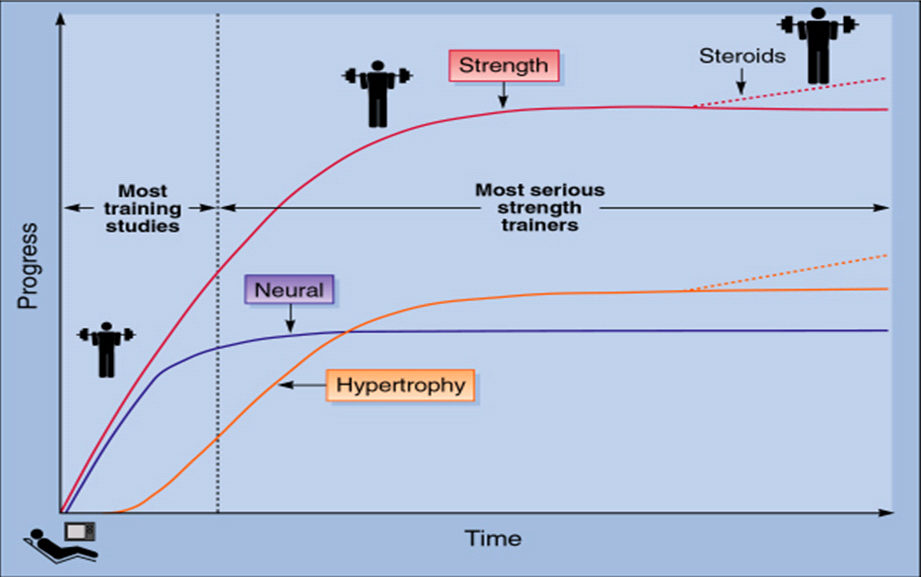 Strength
Steroids
Most
training
studies
Most serious
strength
trainers
Neural
Hypertrophy
Progress
Time